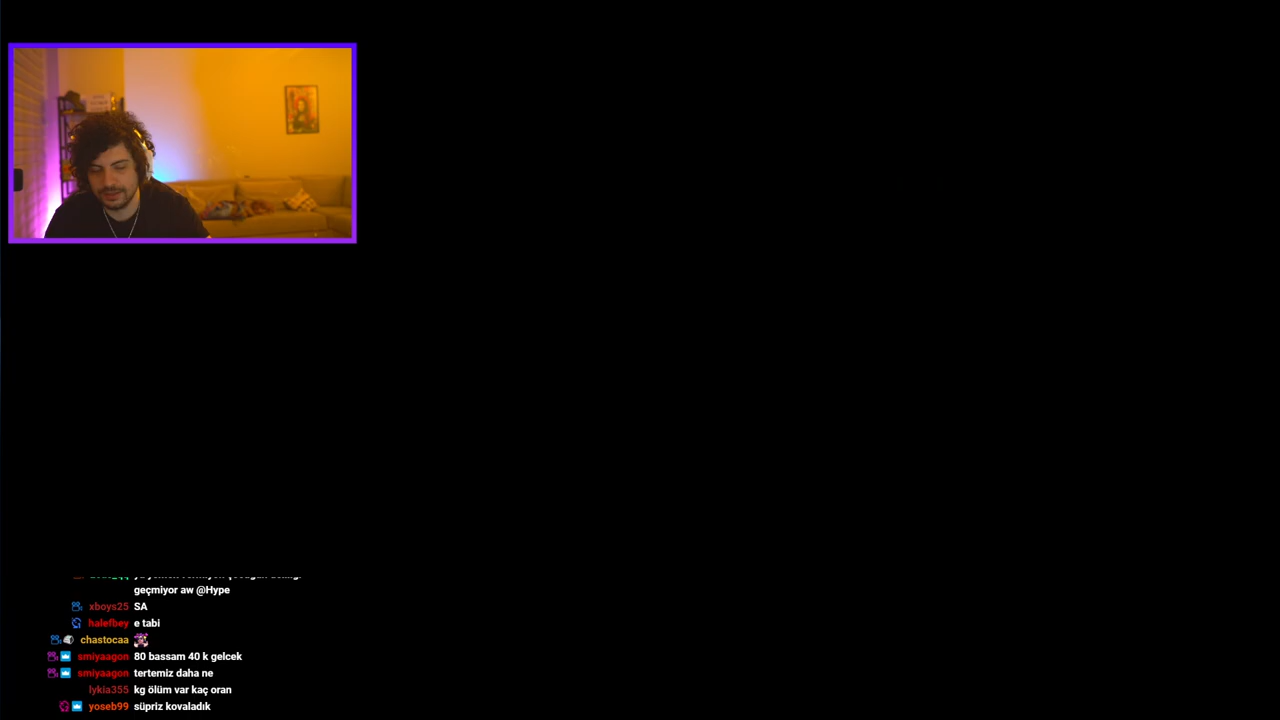 geçmiyor aw @Hype
xboys25 SA
halefbey e tabi
chastocaa
smiyaagon 80 bassam 40 k gelcek
smiyaagon tertemiz daha ne
lykia355 kg ölüm var kaç oran
yoseb99 süpriz kovaladık